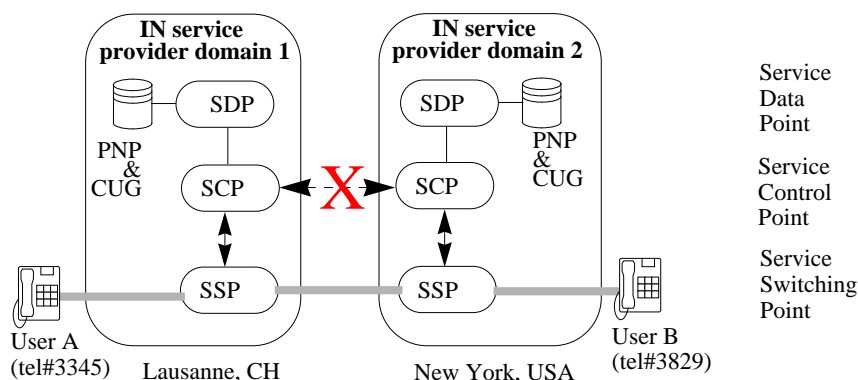 IN service
provider domain 1
SDP
PNP
&
CUG
SCP
SSP
User A
(tel#3345)
Lausanne, CH
X
IN service
provider domain 2
SDP
PNP
&
CUG
SCP
SSP
User B
(tel#3829)
New York, USA
Service
Data
Point
Service
Control
Point
Service
Switching
Point